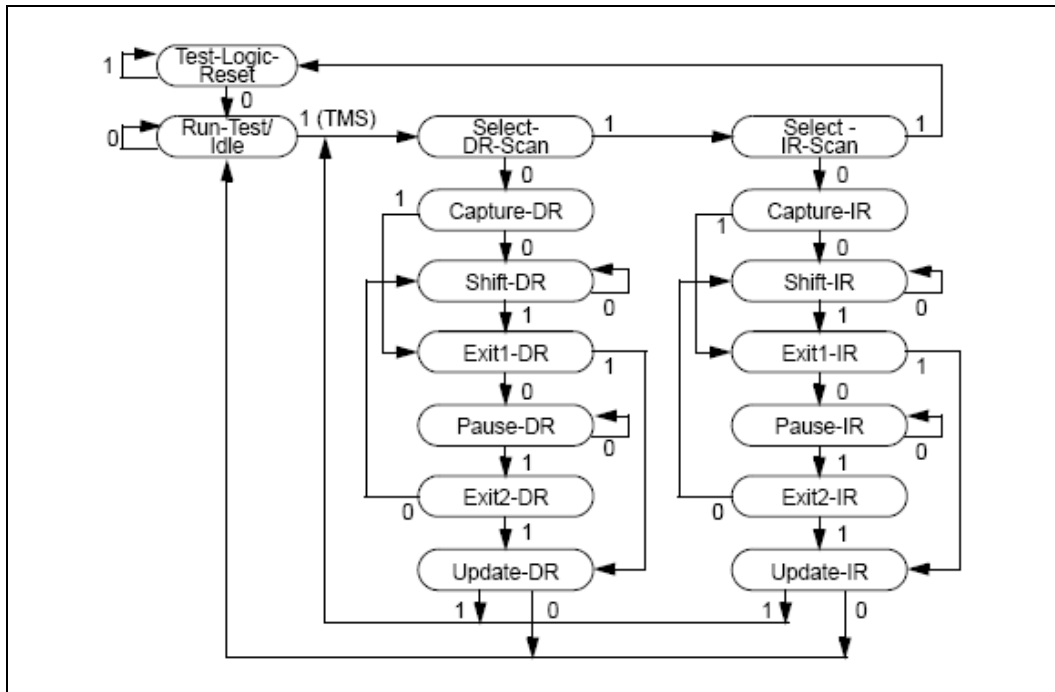 Test-Logic-
Reset
1
0
Run-Test/
Idle
0
1 (TMS)
Select-
DR-Scan
1
Select -
IR-Scan
1
0
0
1
Capture-DR
1
Capture-IR
0
0
Shift-DR
0
Shift-IR
0
1
1
Exit1-DR
1
Exit1-IR
1
0
0
Pause-DR
0
Pause-IR
0
1
1
0
Exit2-DR
0
Exit2-IR
1
1
Update-DR
Update-IR
1
0
1
0